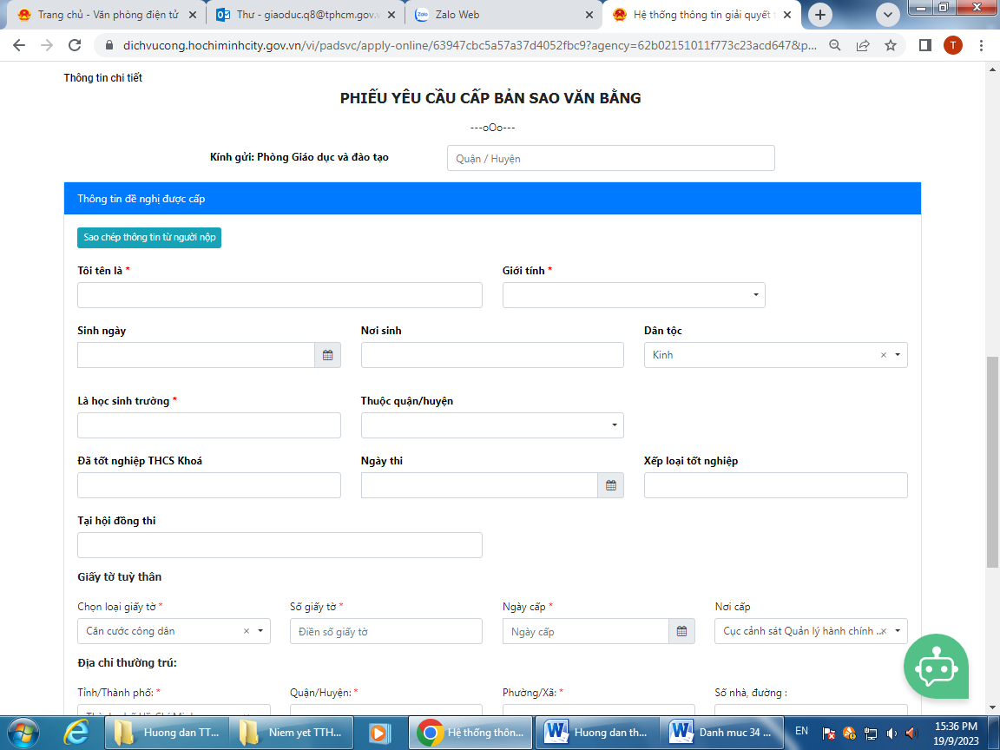 Trang chủ - Văn phòng điện tử
Thư - giaoduc.q8@tphcm.gov.v
Zalo Web
Hệ thống thông tin giải quyết t
dichvucong.hochiminhcity.gov.vn/vi/padsvc/apply-online/63947cbc5a57a37d4052fbc9?agency=62b02151011f773c23acd647&p...
T
Thông tin chi tiết
PHIẾU YÊU CẦU CẤP BẢN SAO VĂN BẰNG
---oOo---
Kính gửi: Phòng Giáo dục và đào tạo
Quận / Huyện
Thông tin đề nghị được cấp
Sao chép thông tin từ người nộp
Tôi tên là *
Giới tính *
Sinh ngày
Nơi sinh
Dân tộc
Kinh
Là học sinh trường *
Thuộc quận/huyện
Đã tốt nghiệp THCS Khoá
Ngày thi
Xếp loại tốt nghiệp
Tại hội đồng thi
Giấy tờ tuỳ thân
Chọn loại giấy tờ *
Số giấy tờ *
Ngày cấp *
Nơi cấp
Căn cước công dân
Điền số giấy tờ
Ngày cấp
Cục cảnh sát Quản lý hành chính ...
Địa chỉ thường trú:
Tỉnh/Thành phố: *
Quận/Huyện: *
Phường/Xã: *
Số nhà, đường :
Huong dan TT...
Niem yet TTH...
Hệ thống thôn...
Huong dan th...
Danh muc 34 ...
EN
15:36 PM
19/9/2023